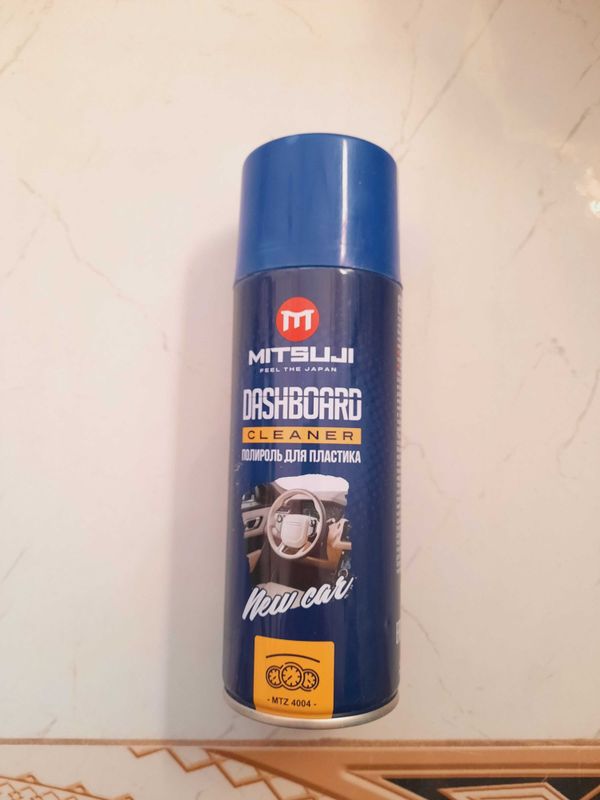 MITSUJI
FEEL THE JAPAN
DASHBOARD
CLEANER
ПОЛИРОЛЬ ДЛЯ ПЛАСТИКА
New car
- MTZ 4004 -